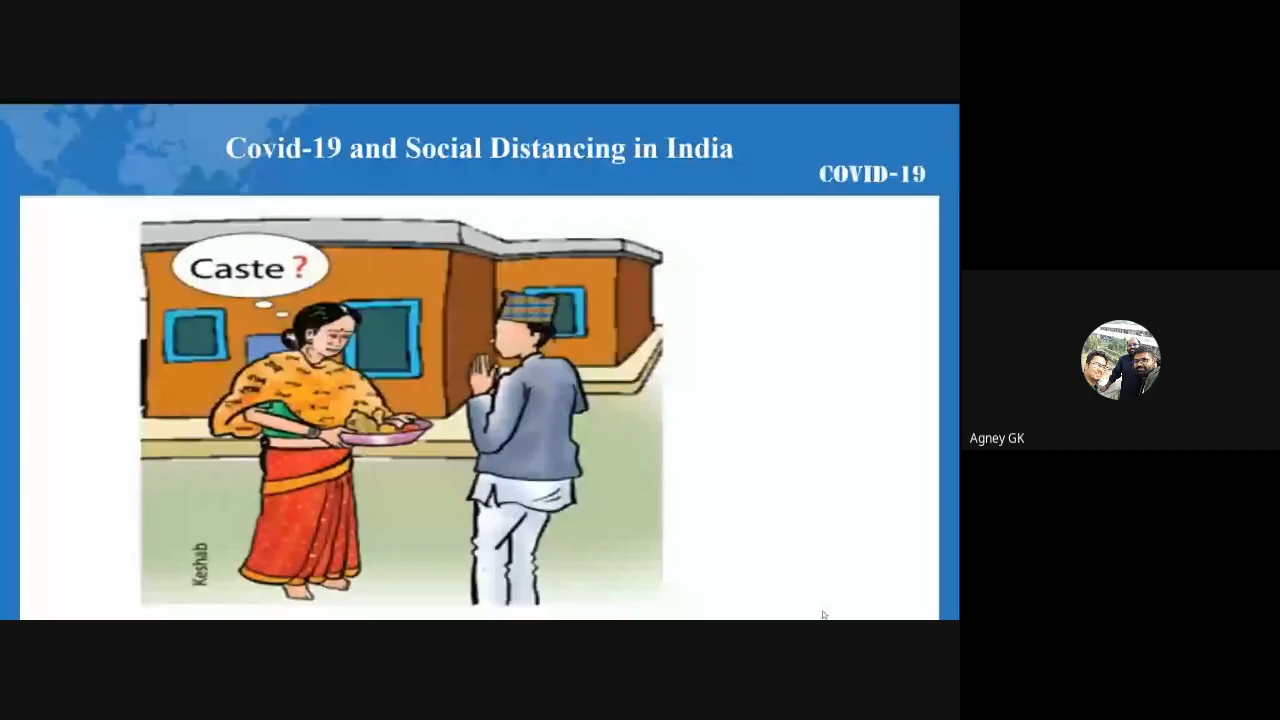 Covid-19 and Social Distancing in India
COVID-19
Caste ?
Keshab
Agney GK